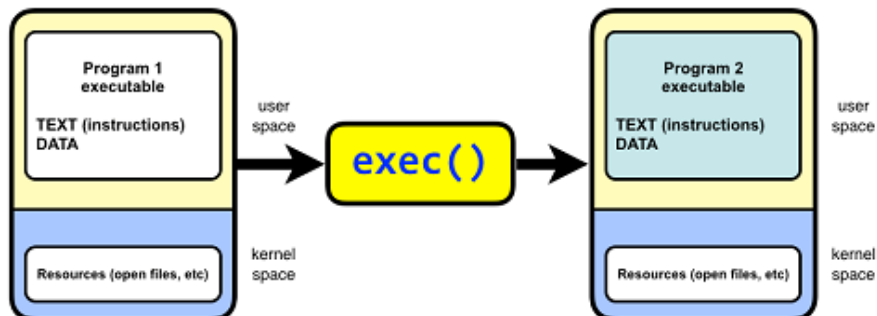 Program 1
executable
TEXT (instructions)
DATA
Resources (open files, etc)
user
space
kernel
space
exec()
Program 2
executable
TEXT (instructions)
DATA
Resources (open files, etc)
user
space
kernel
space